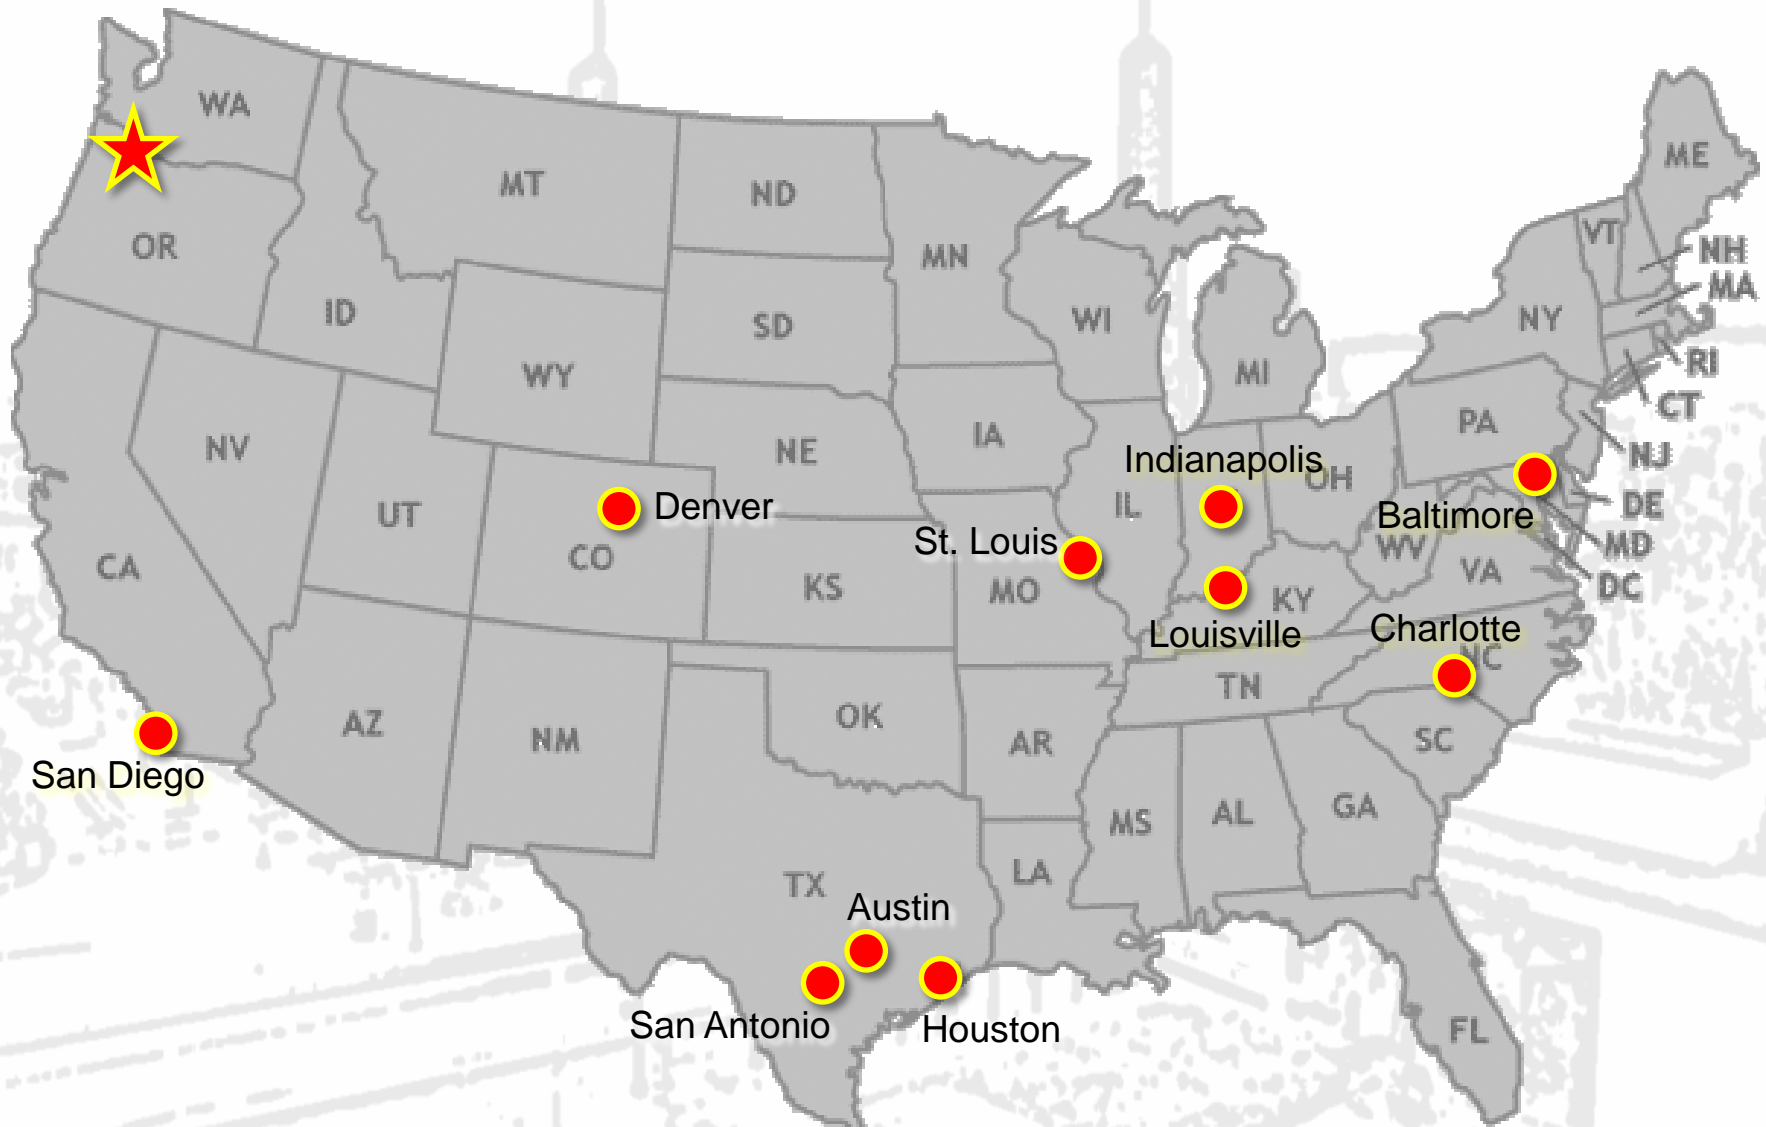 WA
ME
MT
ND
OR
VT
MN
NH
MA
ID
SD
WI
NY
WY
MI
RI
CT
PA
NV
NE
IA
Indianapolis
OH
NJ
UT
Denver
IL
DE
Baltimore
St. Louis
WV
MD
CA
CO
KS
MO
VA
DC
KY
Louisville
Charlotte
NC
TN
AZ
NM
OK
AR
SC
San Diego
MS
AL
GA
TX
LA
Austin
San Antonio
Houston
FL